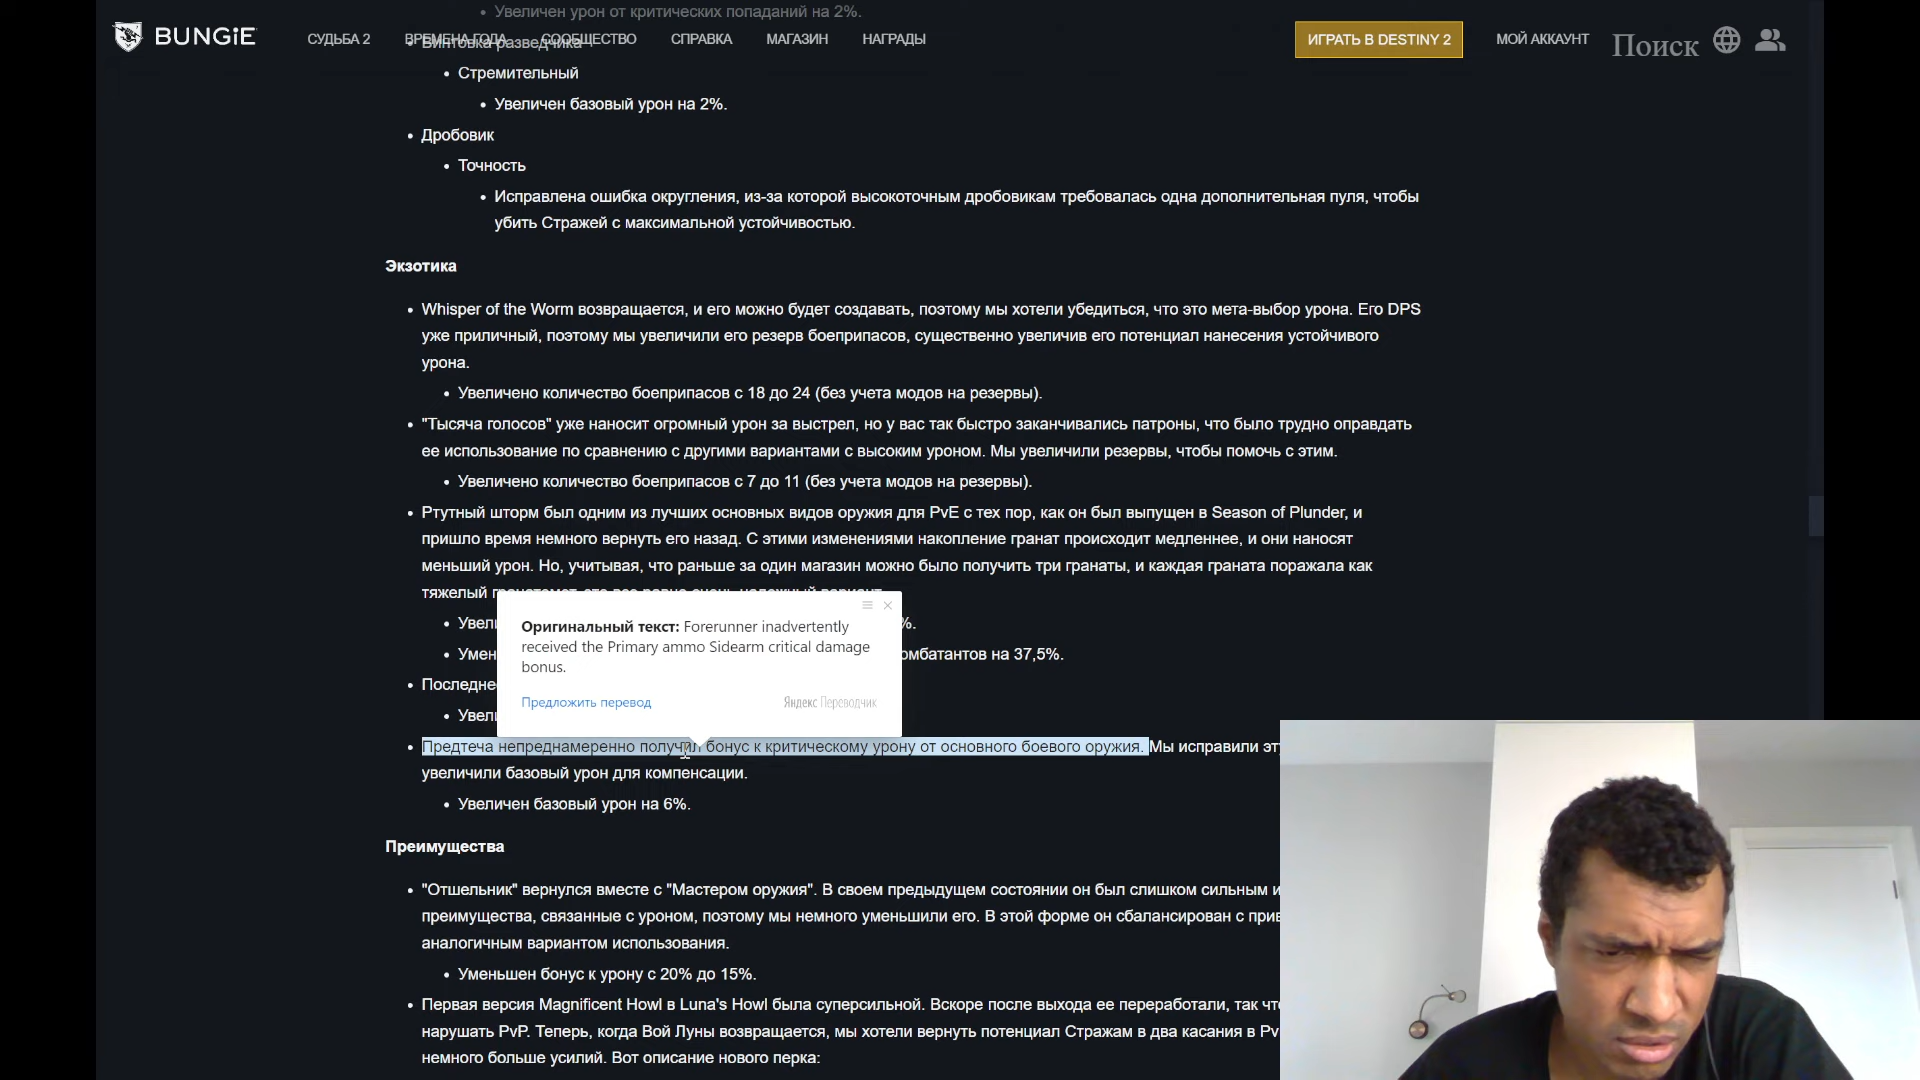 Увеличен урон от критических попаданий на 2%.
BUNGiE
СУДЬБА 2
ВРЕМЕНА ГОДА
СООБЩЕСТВО
СПРАВКА
МАГАЗИН
НАГРАДЫ
ИГРАТЬ В DESTINY 2
МОЙ АККАУНТ
Поиск
Винтовка разведчика
Стремительный
Увеличен базовый урон на 2%.
Дробовик
Точность
Исправлена ошибка округления, из-за которой высокоточным дробовикам требовалась одна дополнительная пуля, чтобы
убить Стражей с максимальной устойчивостью.
Экзотика
Whisper of the Worm возвращается, и его можно будет создавать, поэтому мы хотели убедиться, что это мета-выбор урона. Его DPS
уже приличный, поэтому мы увеличили его резерв боеприпасов, существенно увеличив его потенциал нанесения устойчивого
урона.
Увеличено количество боеприпасов с 18 до 24 (без учета модов на резервы).
"Тысяча голосов" уже наносит огромный урон за выстрел, но у вас так быстро заканчивались патроны, что было трудно оправдать
ее использование по сравнению с другими вариантами с высоким уроном. Мы увеличили резервы, чтобы помочь с этим.
Увеличено количество боеприпасов с 7 до 11 (без учета модов на резервы).
Ртутный шторм был одним из лучших основных видов оружия для PvE с тех пор, как он был выпущен в Season of Plunder, и
пришло время немного вернуть его назад. С этими изменениями накопление гранат происходит медленнее, и они наносят
меньший урон. Но, учитывая, что раньше за один магазин можно было получить три гранаты, и каждая граната поражала как
тяжелый
Увели %.
Умен омбатантов на 37,5%.
Последне
Увели
Оригинальный текст: Forerunner inadvertently
received the Primary ammo Sidearm critical damage
bonus.
Предложить перевод
Яндекс Переводчик
Предтеча непреднамеренно получил бонус к критическому урону от основного боевого оружия. Мы исправили эт
увеличили базовый урон для компенсации.
Увеличен базовый урон на 6%.
Преимущества
"Отшельник" вернулся вместе с "Мастером оружия". В своем предыдущем состоянии он был слишком сильным и
преимущества, связанные с уроном, поэтому мы немного уменьшили его. В этой форме он сбалансирован с прив
аналогичным вариантом использования.
Уменьшен бонус к урону с 20% до 15%.
Первая версия Magnificent Howl в Luna's Howl была суперсильной. Вскоре после выхода ее переработали, так чт
нарушать PvP. Теперь, когда Вой Луны возвращается, мы хотели вернуть потенциал Стражам в два касания в Pv
немного больше усилий. Вот описание нового перка: